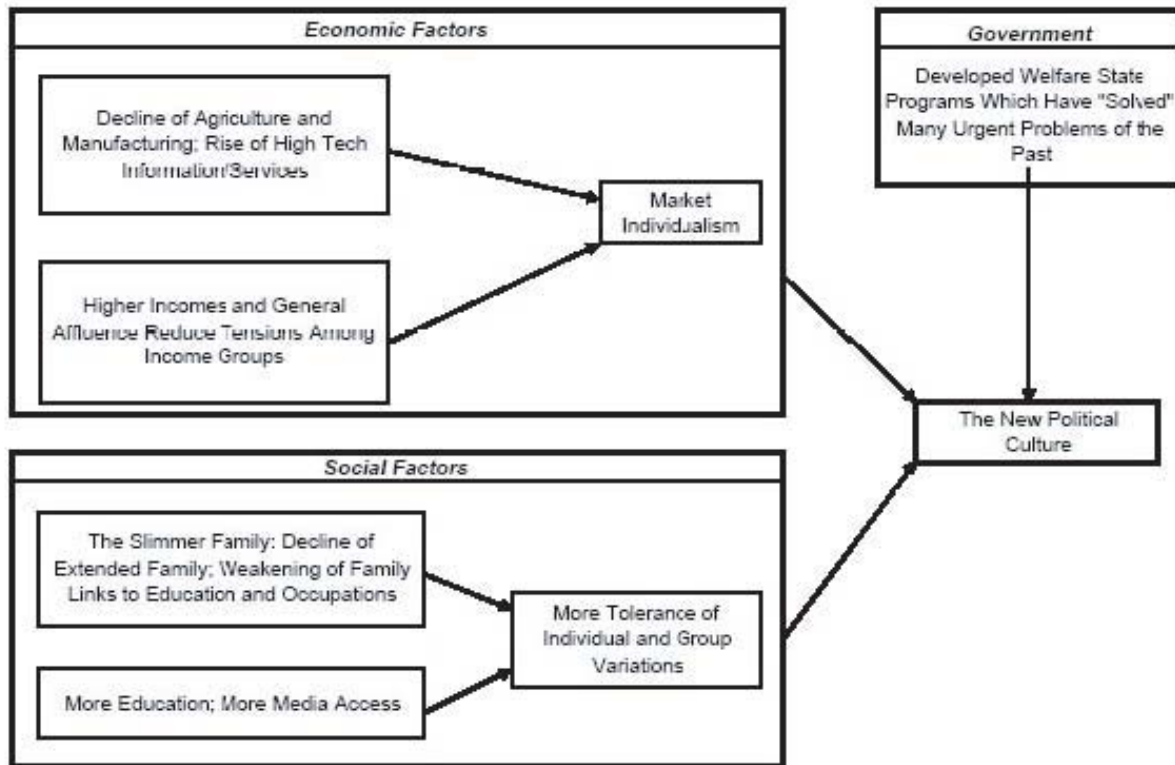 Economic Factors
Decline of Agriculture and
Manufacturing; Rise of High Tech
Information/Services
Market
Individualism
Higher Incomes and General
Affluence Reduce Tensions Among
Income Groups
Government
Developed Welfare State
Programs Which Have "Solved"
Many Urgent Problems of the
Past
The New Political
Culture
Social Factors
The Slimmer Family: Decline of
Extended Family; Weakening of Family
Links to Education and Occupations
More Tolerance of
Individual and Group
Variations
More Education; More Media Access